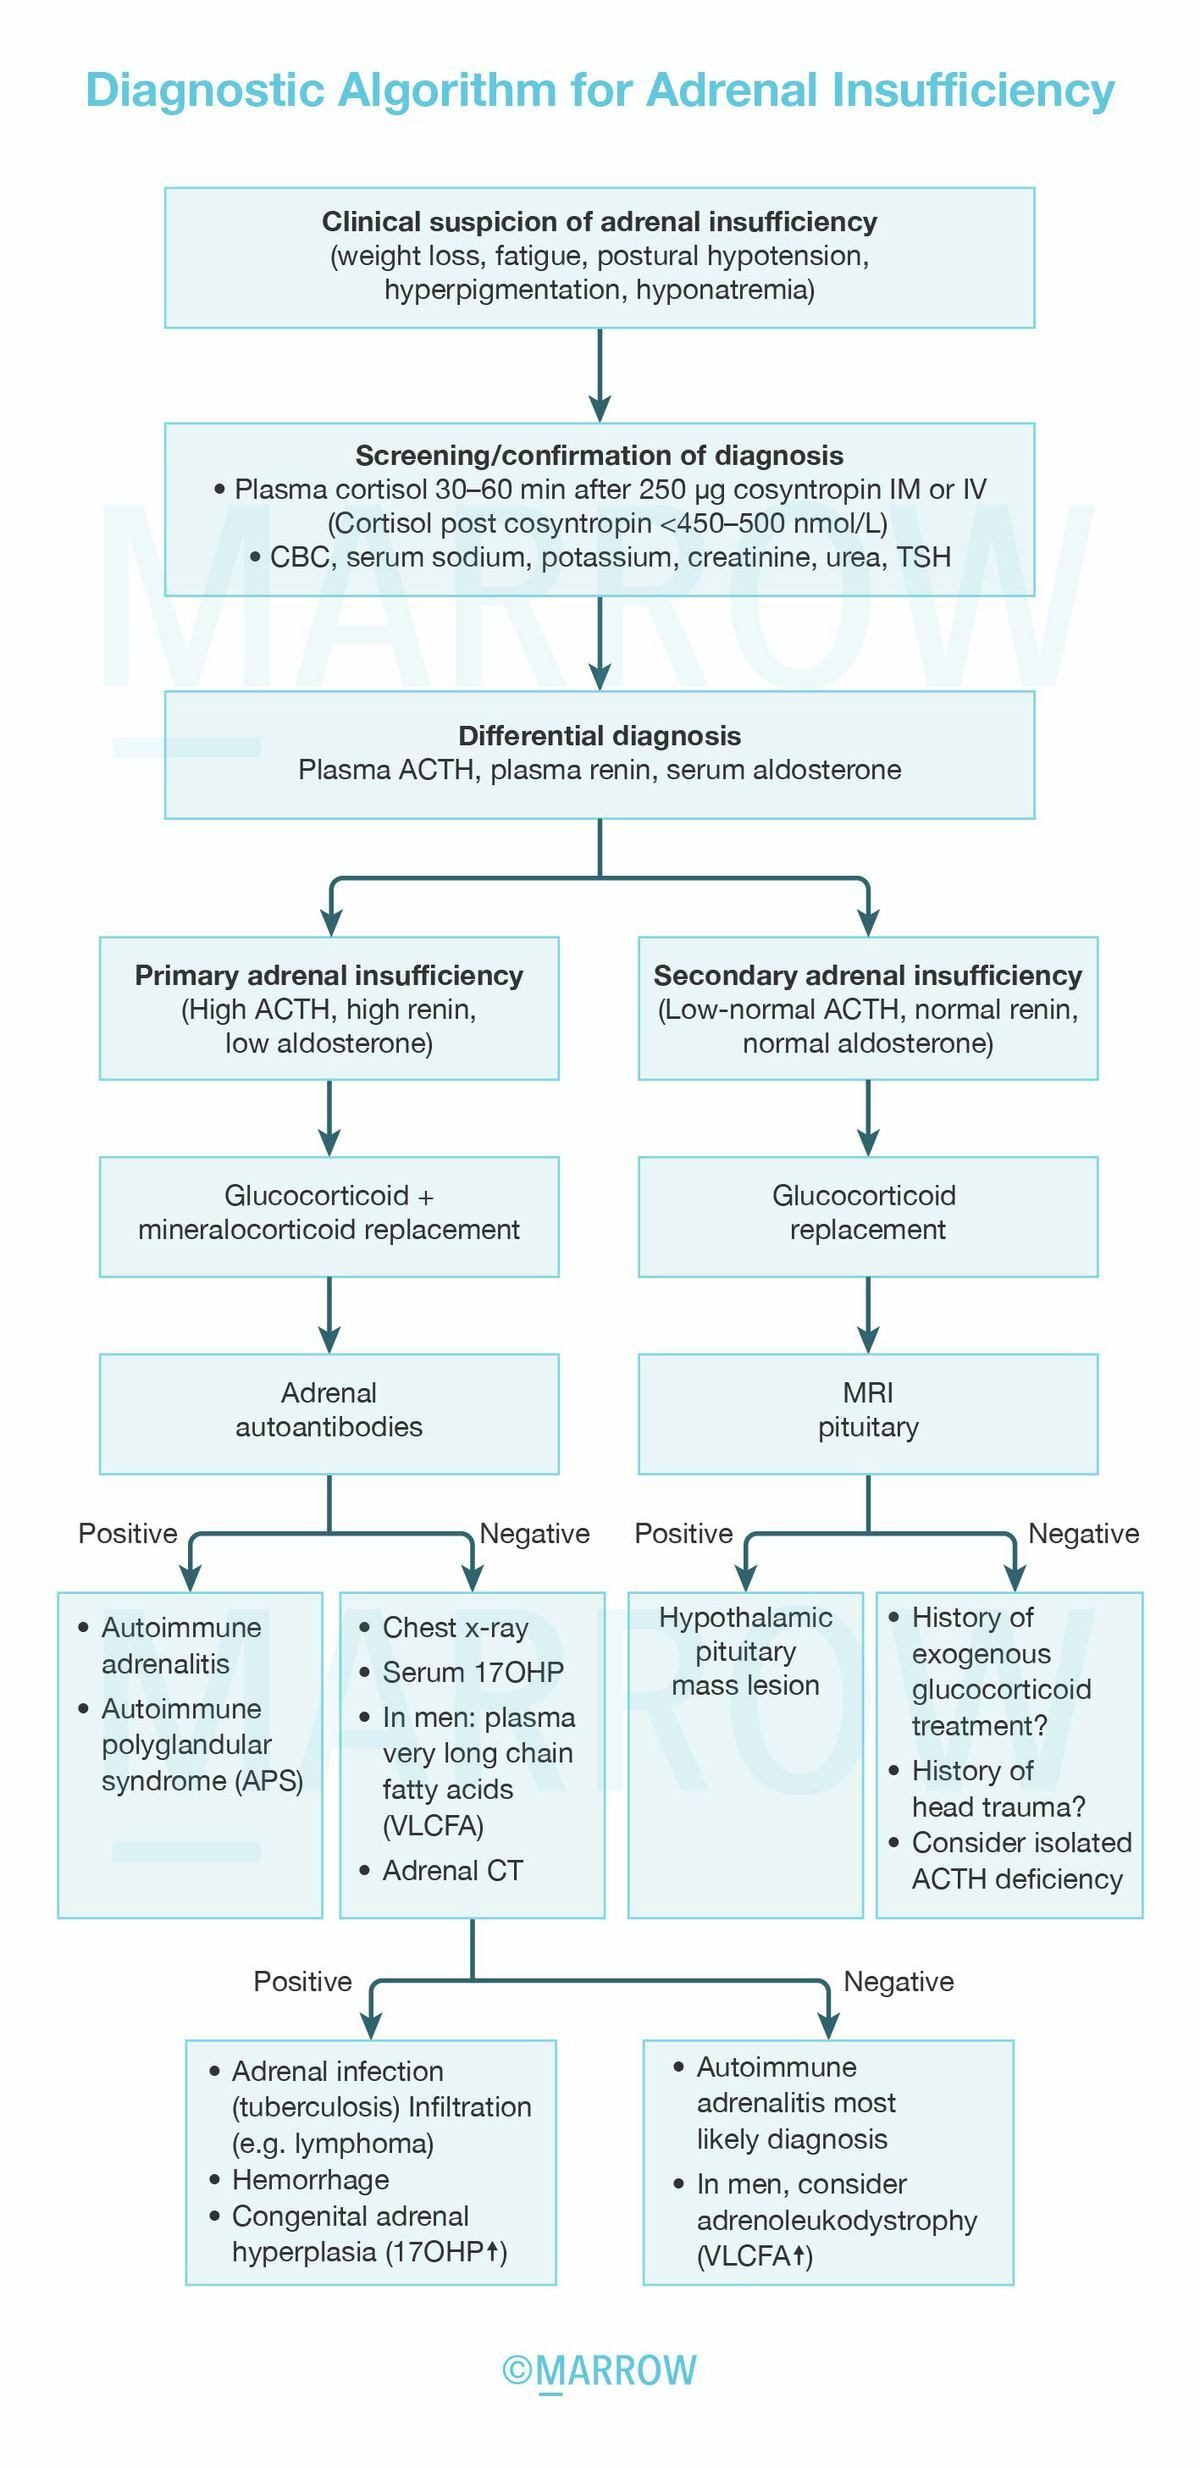 Diagnostic Algorithm for Adrenal Insufficiency
Clinical suspicion of adrenal insufficiency
(weight loss, fatigue, postural hypotension,
hyperpigmentation, hyponatremia)
Screening/confirmation of diagnosis
• Plasma cortisol 30–60 min after 250 µg cosyntropin IM or IV
(Cortisol post cosyntropin <450–500 nmol/L)
• CBC, serum sodium, potassium, creatinine, urea, TSH
MARROW
Differential diagnosis
Plasma ACTH, plasma renin, serum aldosterone
Primary adrenal insufficiency
(High ACTH, high renin,
low aldosterone)
Secondary adrenal insufficiency
(Low-normal ACTH, normal renin,
normal aldosterone)
Glucocorticoid +
mineralocorticoid replacement
Glucocorticoid
replacement
Adrenal
autoantibodies
MRI
pituitary
Positive
Negative
Positive
Negative
• Autoimmune
adrenalitis
• Autoimmune
polyglandular
syndrome (APS)
• Chest x-ray
• Serum 17OHP
• In men: plasma
very long chain
fatty acids
(VLCFA)
• Adrenal CT
Hypothalamic
pituitary
mass lesion
• History of
exogenous
glucocorticoid
treatment?
• History of
head trauma?
• Consider isolated
ACTH deficiency
MARROW
Positive
Negative
• Adrenal infection
(tuberculosis) Infiltration
(e.g. lymphoma)
• Hemorrhage
• Congenital adrenal
hyperplasia (17OHP↑)
• Autoimmune
adrenalitis most
likely diagnosis
• In men, consider
adrenoleukodystrophy
(VLCFA↑)
©MARROW